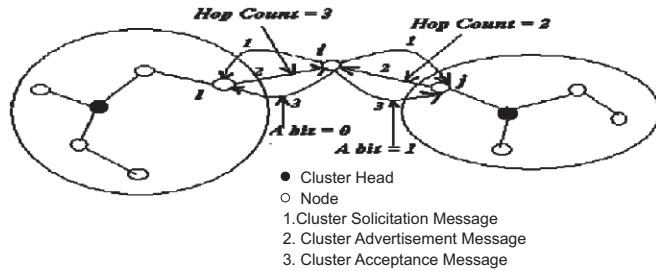 Hop Count = 3
1
i
1
Hop Count = 2
2
2
l
3
3
j
A bit = 0
A bit = 1
Cluster Head
Node
1.Cluster Solicitation Message
2. Cluster Advertisement Message
3. Cluster Acceptance Message